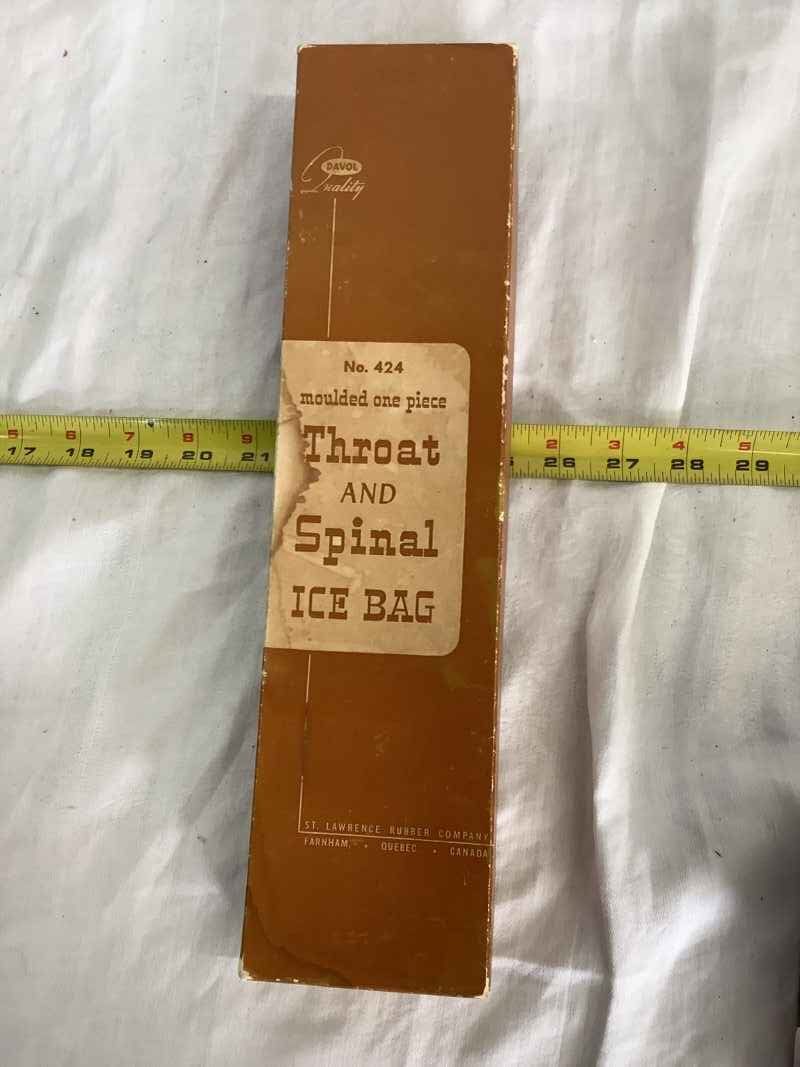 DAVOL
Quality
No. 424
moulded one piece
Throat
AND
Spinal
ICE BAG
ST. LAWRENCE RUBBER COMPANY
FARNHAM, • QUEBEC • CANADA
5 6 7 8 9 2 3 4 5
17 18 19 20 21 26 27 28 29